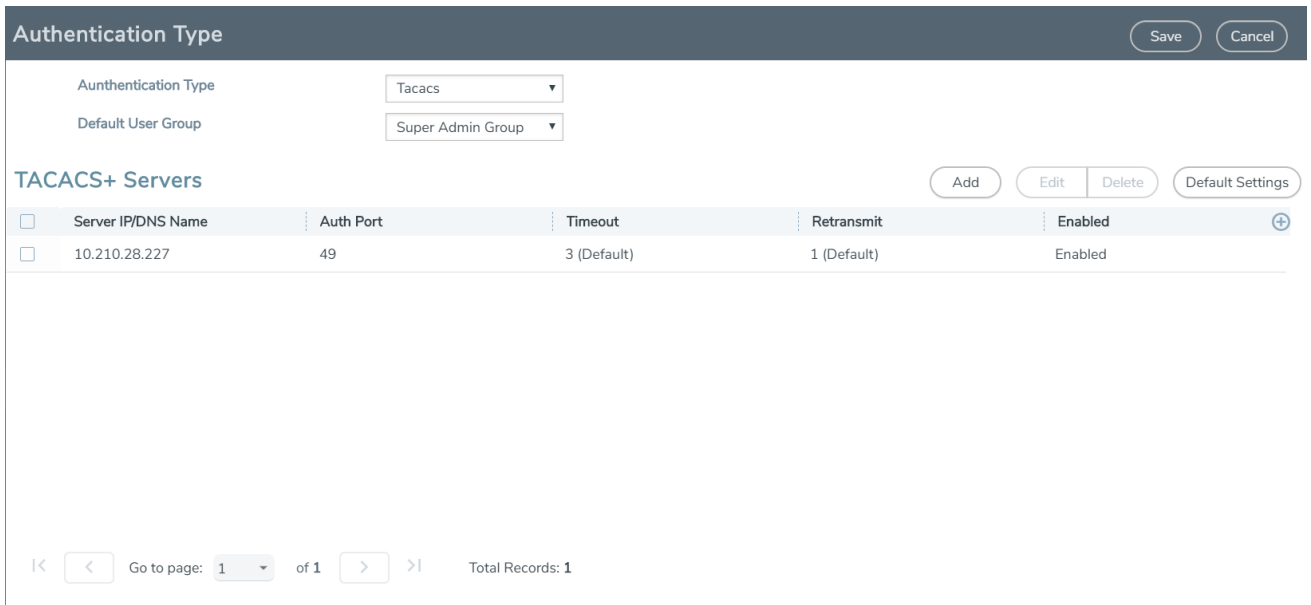 Authentication Type
Save Cancel
Aunthentication Type Tacacs
Default User Group Super Admin Group
TACACS+ Servers Add Edit Delete Default Settings
Server IP/DNS Name Auth Port Timeout Retransmit Enabled
10.210.28.227 49 3 (Default) 1 (Default) Enabled
Go to page: 1 of 1 Total Records: 1